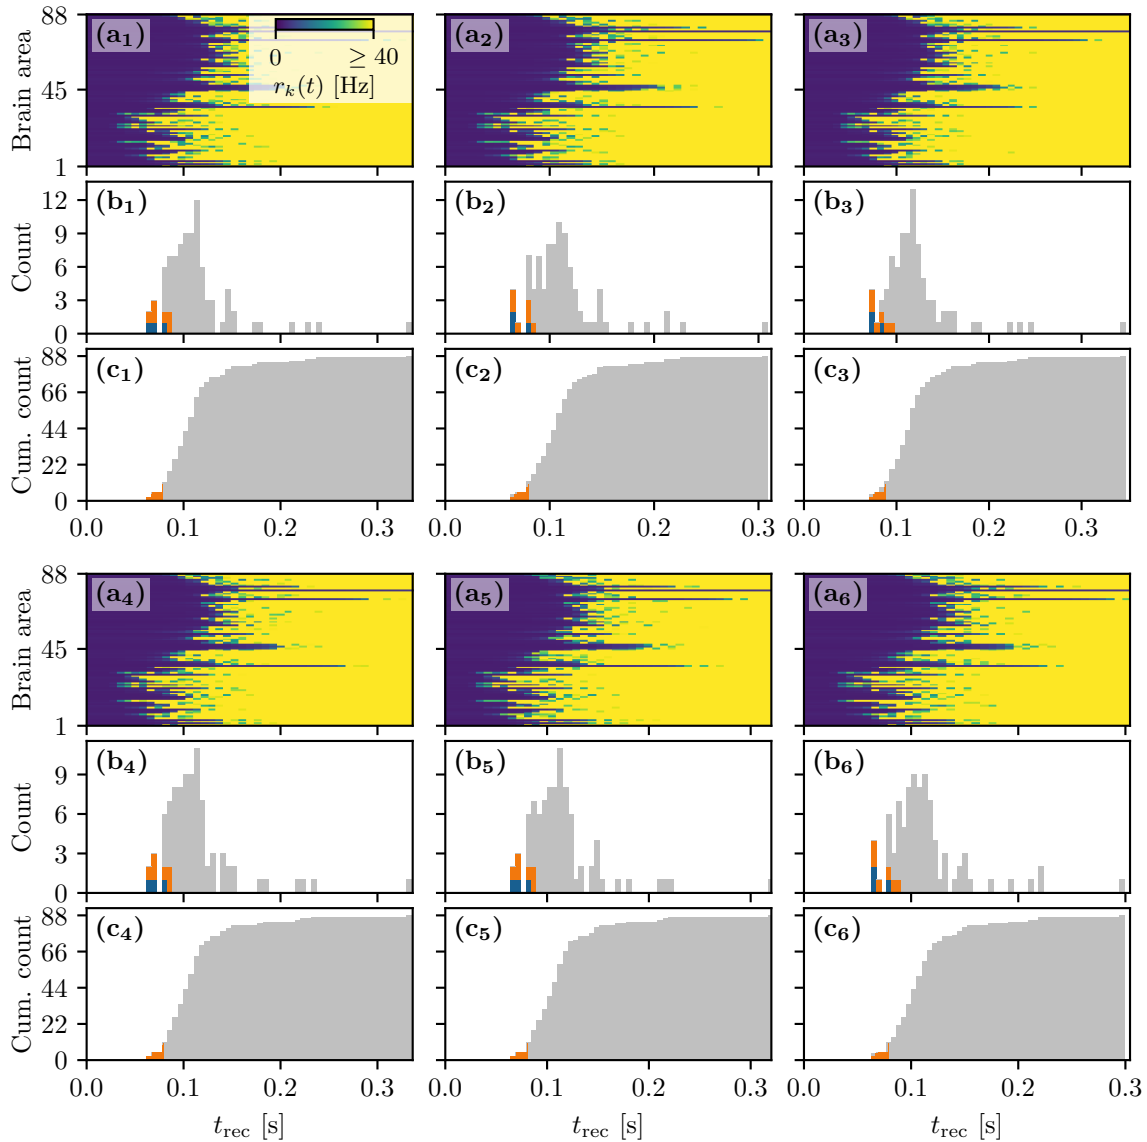 88 (a₁) (a₂) (a₃)
Brain area
0 ≥ 40
45 r_k(t) [Hz]
1
(b₁) (b₂) (b₃)
12
9
Count
6
3
0
88 (c₁) (c₂) (c₃)
66
Cum. count
44
22
0
0.0 0.1 0.2 0.3 0.0 0.1 0.2 0.3 0.0 0.1 0.2 0.3
88 (a₄) (a₅) (a₆)
Brain area
45
1
(b₄) (b₅) (b₆)
9
Count
6
3
0
88 (c₄) (c₅) (c₆)
66
Cum. count
44
22
0
0.0 0.1 0.2 0.3 0.0 0.1 0.2 0.3 0.0 0.1 0.2 0.3
t_rec [s] t_rec [s] t_rec [s]